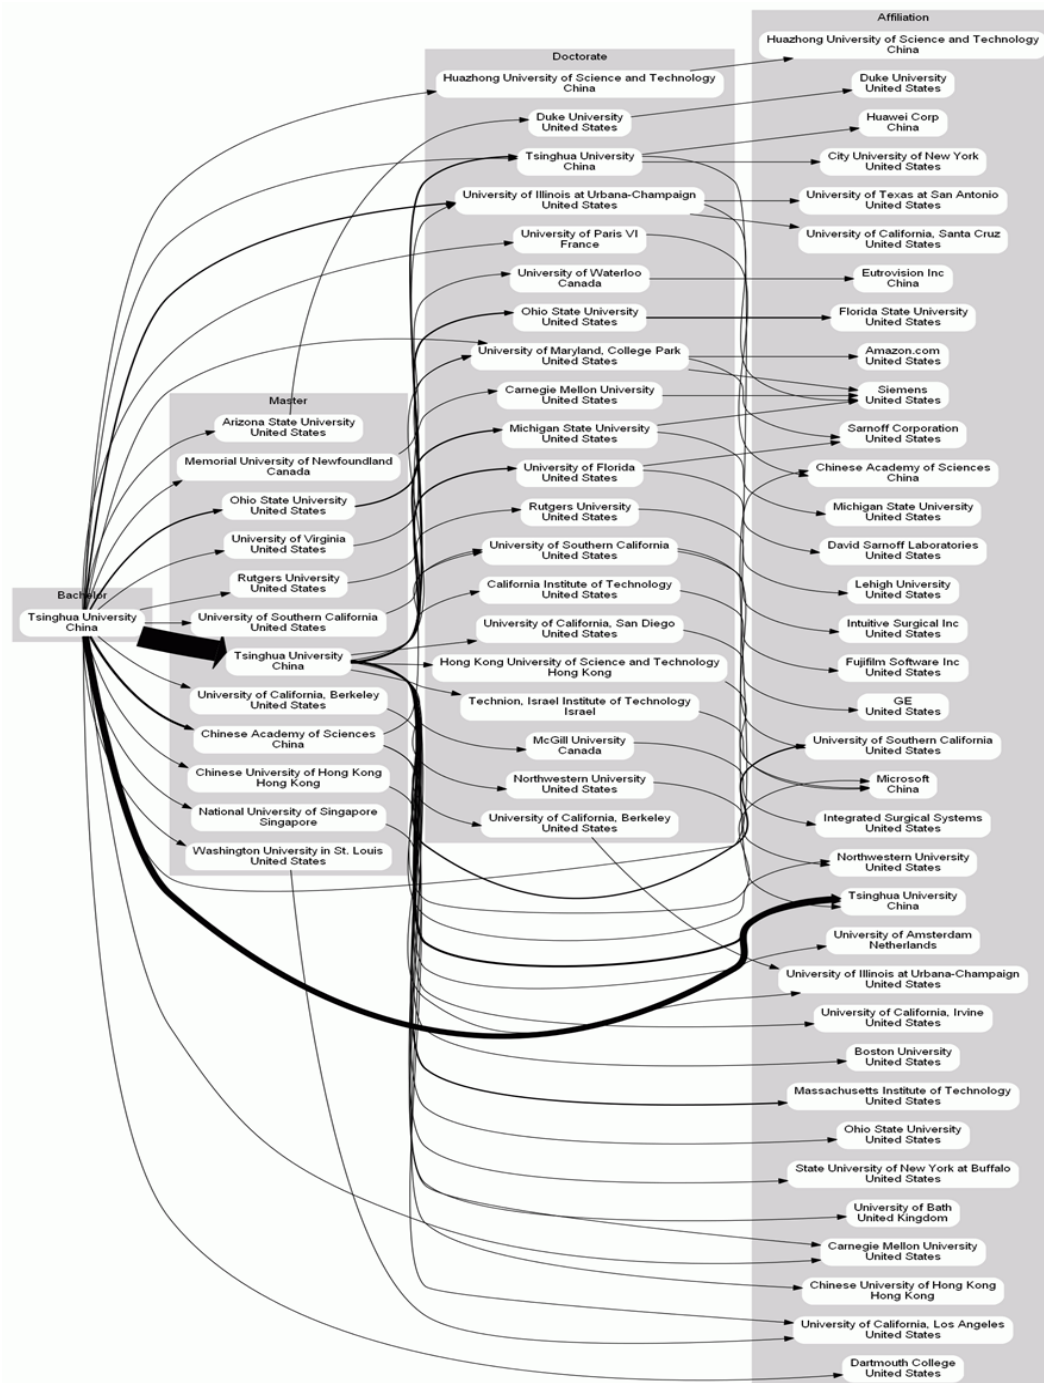 Affiliation
Huazhong University of Science and Technology
China
Duke University
United States
Huawei Corp
China
City University of New York
United States
University of Texas at San Antonio
United States
University of California, Santa Cruz
United States
Eutrovision Inc
China
Florida State University
United States
Amazon.com
United States
Siemens
United States
Sarnoff Corporation
United States
Chinese Academy of Sciences
China
Michigan State University
United States
David Sarnoff Laboratories
United States
Lehigh University
United States
Intuitive Surgical Inc
United States
Fujifilm Software Inc
United States
GE
United States
University of Southern California
United States
Microsoft
China
Integrated Surgical Systems
United States
Northwestern University
United States
Tsinghua University
China
University of Amsterdam
Netherlands
University of Illinois at Urbana-Champaign
United States
University of California, Irvine
United States
Boston University
United States
Massachusetts Institute of Technology
United States
Ohio State University
United States
State University of New York at Buffalo
United States
University of Bath
United Kingdom
Carnegie Mellon University
United States
Chinese University of Hong Kong
Hong Kong
University of California, Los Angeles
United States
Dartmouth College
United States
Doctorate
Huazhong University of Science and Technology
China
Duke University
United States
Tsinghua University
China
University of Illinois at Urbana-Champaign
United States
University of Paris VI
France
University of Waterloo
Canada
Ohio State University
United States
University of Maryland, College Park
United States
Carnegie Mellon University
United States
Michigan State University
United States
University of Florida
United States
Rutgers University
United States
University of Southern California
United States
California Institute of Technology
United States
University of California, San Diego
United States
Hong Kong University of Science and Technology
Hong Kong
Technion, Israel Institute of Technology
Israel
McGill University
Canada
Northwestern University
United States
University of California, Berkeley
United States
Master
Arizona State University
United States
Memorial University of Newfoundland
Canada
Ohio State University
United States
University of Virginia
United States
Rutgers University
United States
University of Southern California
United States
Tsinghua University
China
University of California, Berkeley
United States
Chinese Academy of Sciences
China
Chinese University of Hong Kong
Hong Kong
National University of Singapore
Singapore
Washington University in St. Louis
United States
Bachelor
Tsinghua University
China